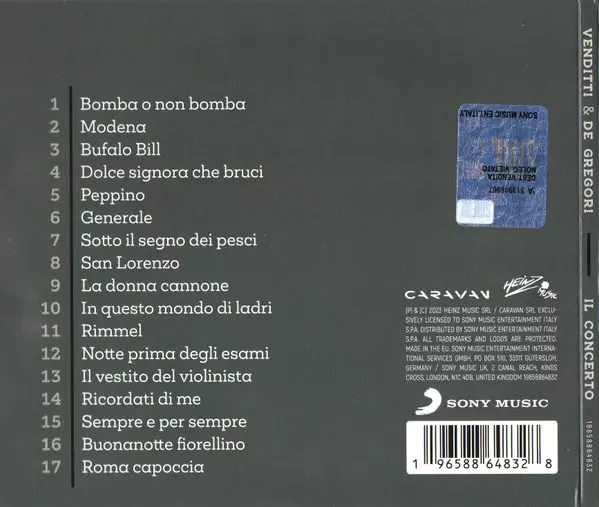 1 Bomba o non bomba
2 Modena
3 Bufalo Bill
4 Dolce signora che bruci
5 Peppino
6 Generale
7 Sotto il segno dei pesci
8 San Lorenzo
9 La donna cannone
10 In questo mondo di ladri
11 Rimmel
12 Notte prima degli esami
13 Il vestito del violinista
14 Ricordati di me
15 Sempre e per sempre
16 Buonanotte fiorellino
17 Roma capoccia
SONY MUSIC ENT.ITALY
DEST. VENDITA
NOLEG. VIETATO
CARAVAN
HEINZ MUSIC
(P) & (C) 2023 HEINZ MUSIC SRL / CARAVAN SRL EXCLU-
SIVELY LICENSED TO SONY MUSIC ENTERTAINMENT ITALY
S.P.A. DISTRIBUTED BY SONY MUSIC ENTERTAINMENT ITALY
S.P.A. ALL TRADEMARKS AND LOGOS ARE PROTECTED.
MADE IN THE EU. SONY MUSIC ENTERTAINMENT INTERNA-
TIONAL SERVICES GMBH, PO BOX 510, 33311 GÜTERSLOH,
GERMANY / SONY MUSIC UK, 2 CANAL REACH, KINGS
CROSS, LONDON, N1C 4DB, UNITED KINGDOM 19658864832
SONY MUSIC
1 96588 64832 8
VENDITTI & DE GREGORI IL CONCERTO 19658864832